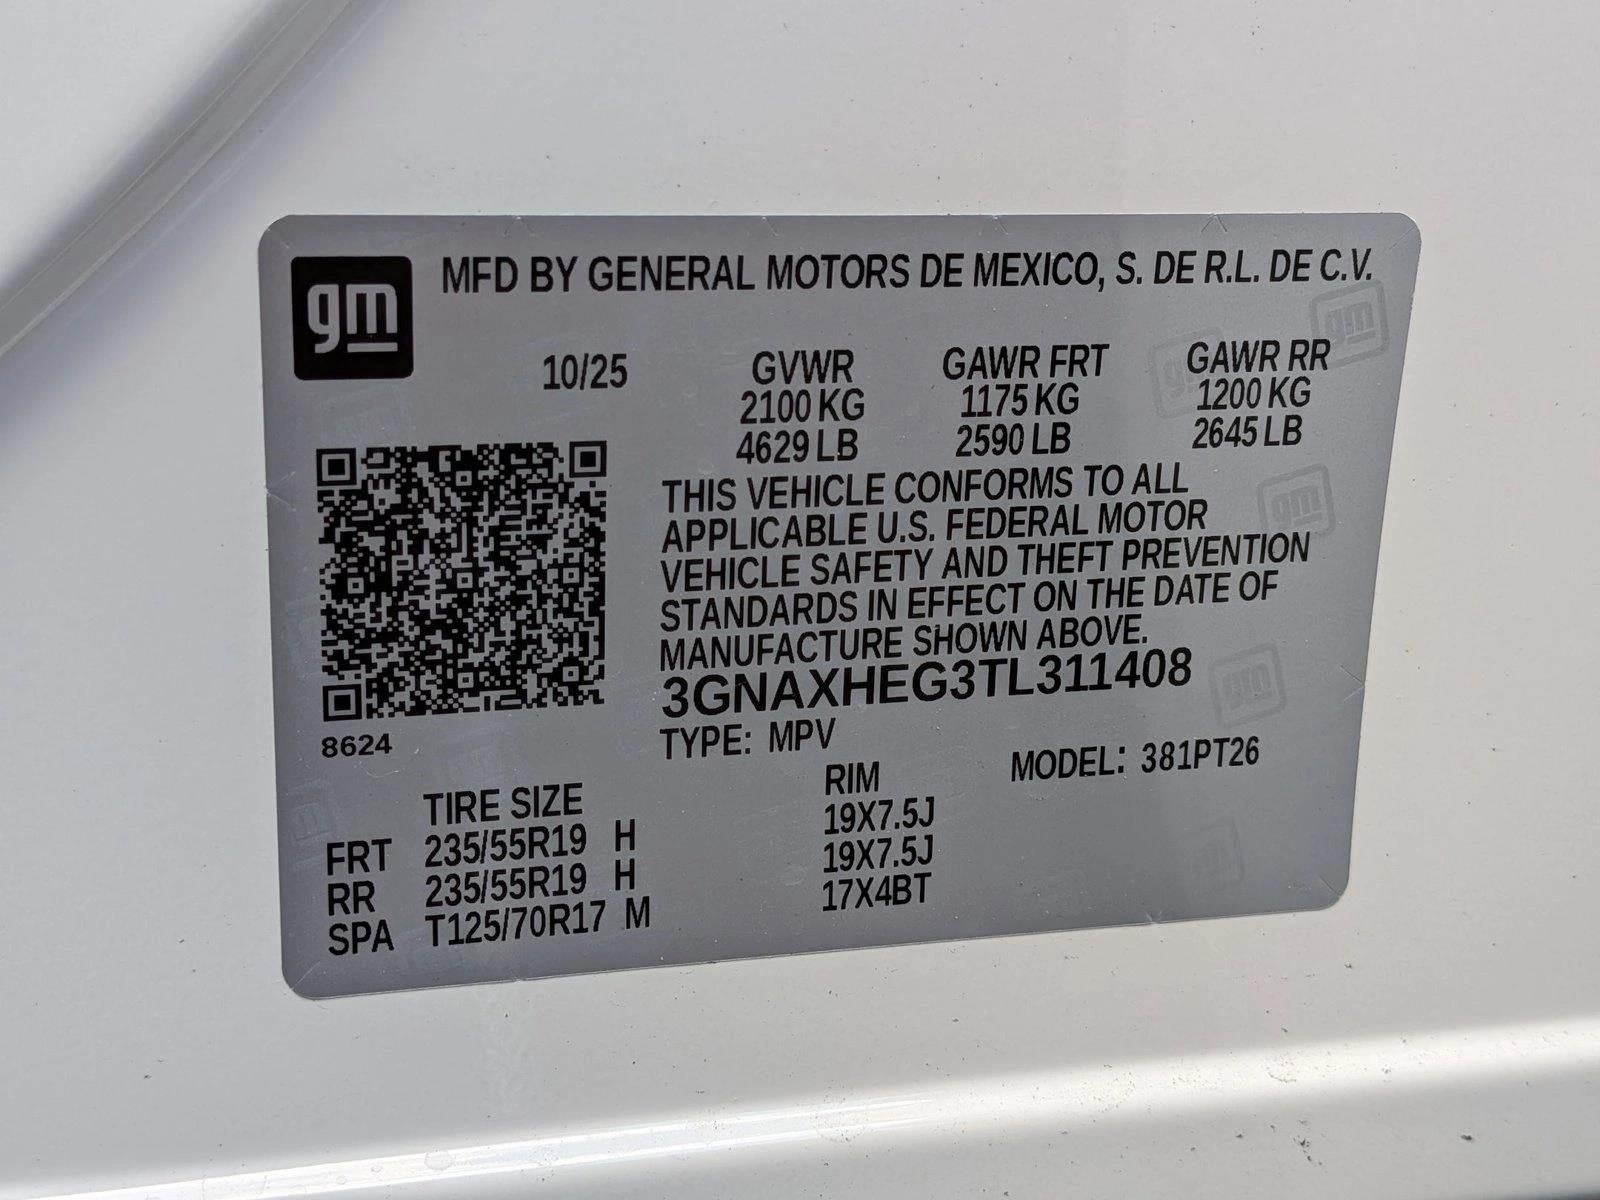 gm
MFD BY GENERAL MOTORS DE MEXICO, S. DE R.L. DE C.V.
10/25 GVWR GAWR FRT GAWR RR
2100 KG 1175 KG 1200 KG
4629 LB 2590 LB 2645 LB
THIS VEHICLE CONFORMS TO ALL
APPLICABLE U.S. FEDERAL MOTOR
VEHICLE SAFETY AND THEFT PREVENTION
STANDARDS IN EFFECT ON THE DATE OF
MANUFACTURE SHOWN ABOVE.
3GNAXHEG3TL311408
8624
TYPE: MPV MODEL: 381PT26
TIRE SIZE RIM
FRT 235/55R19 H 19X7.5J
RR 235/55R19 H 19X7.5J
SPA T125/70R17 M 17X4BT